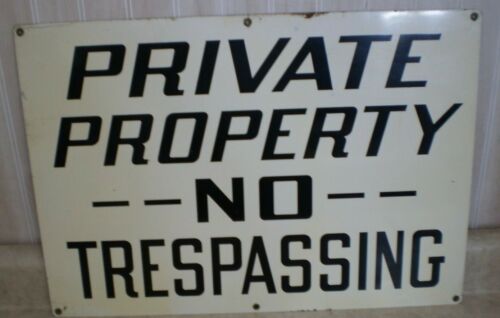 PRIVATE
PROPERTY
--NO--
TRESPASSING